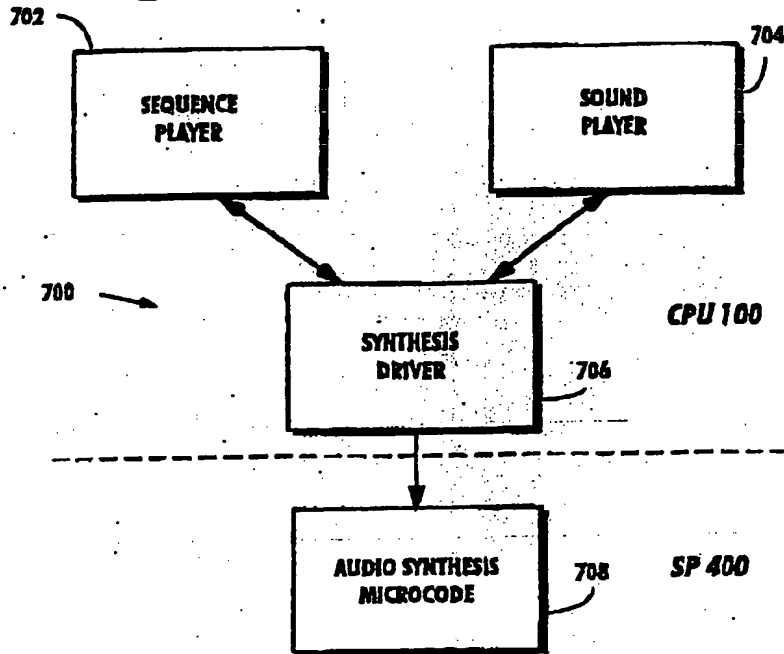 702
704
SEQUENCE
PLAYER
SOUND
PLAYER
700
CPU 100
SYNTHESIS
DRIVER
706
AUDIO SYNTHESIS
MICROCODE
708
SP 400